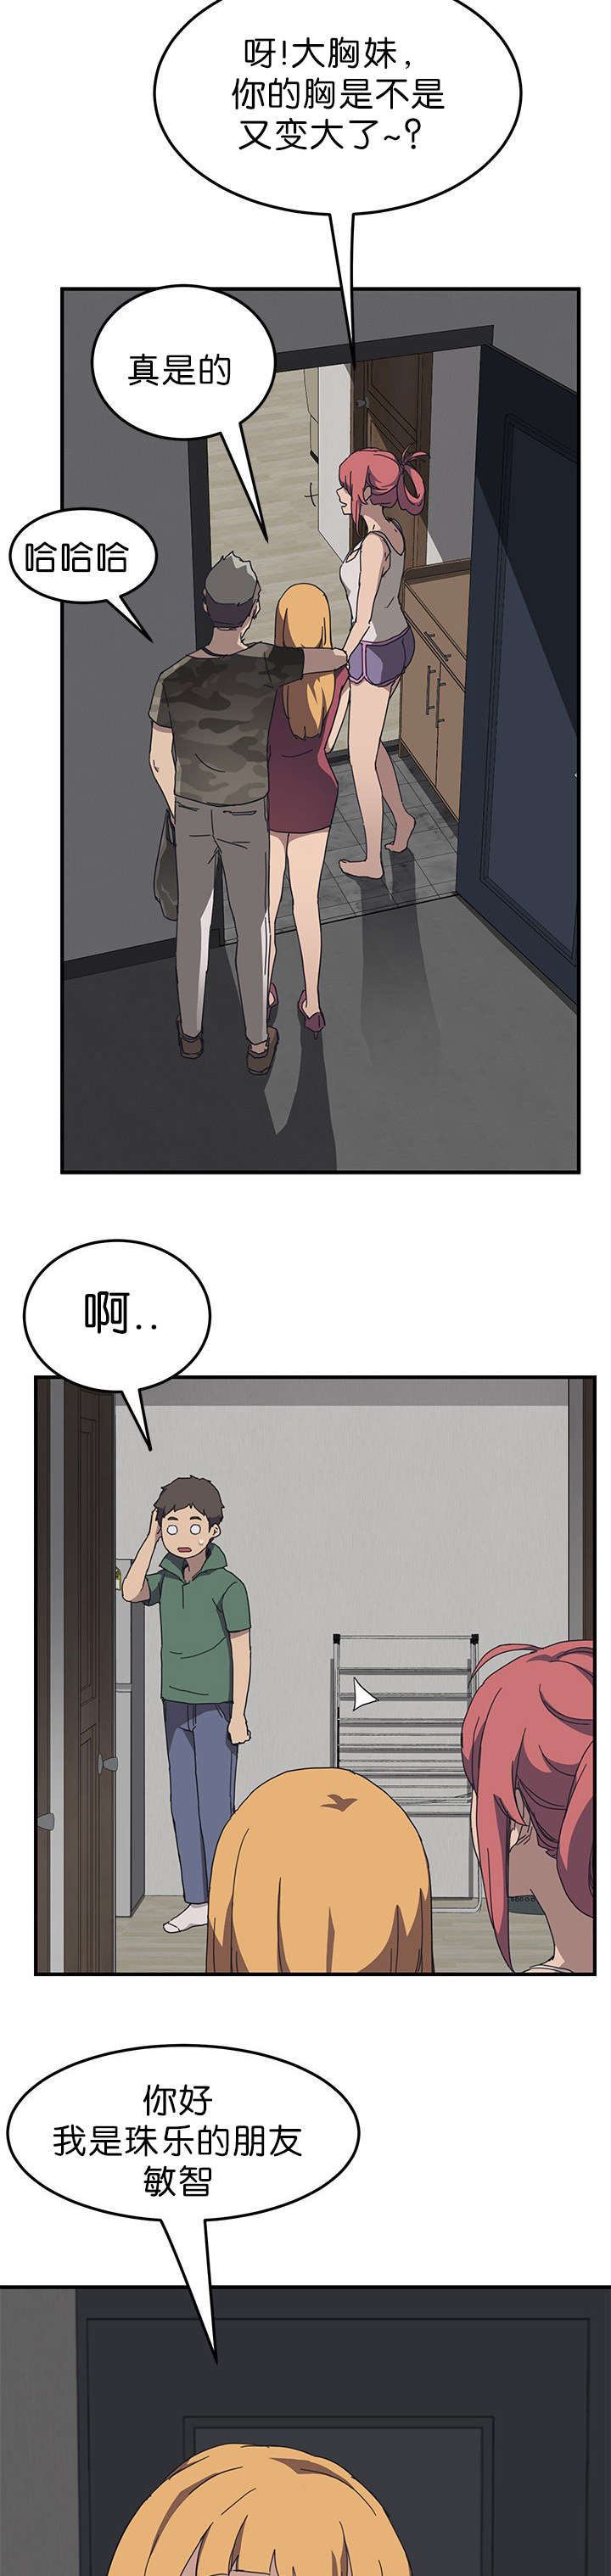 呀!大胸妹，
你的胸是不是
又变大了~?
真是的
哈哈哈
啊..
你好
我是珠乐的朋友
敏智